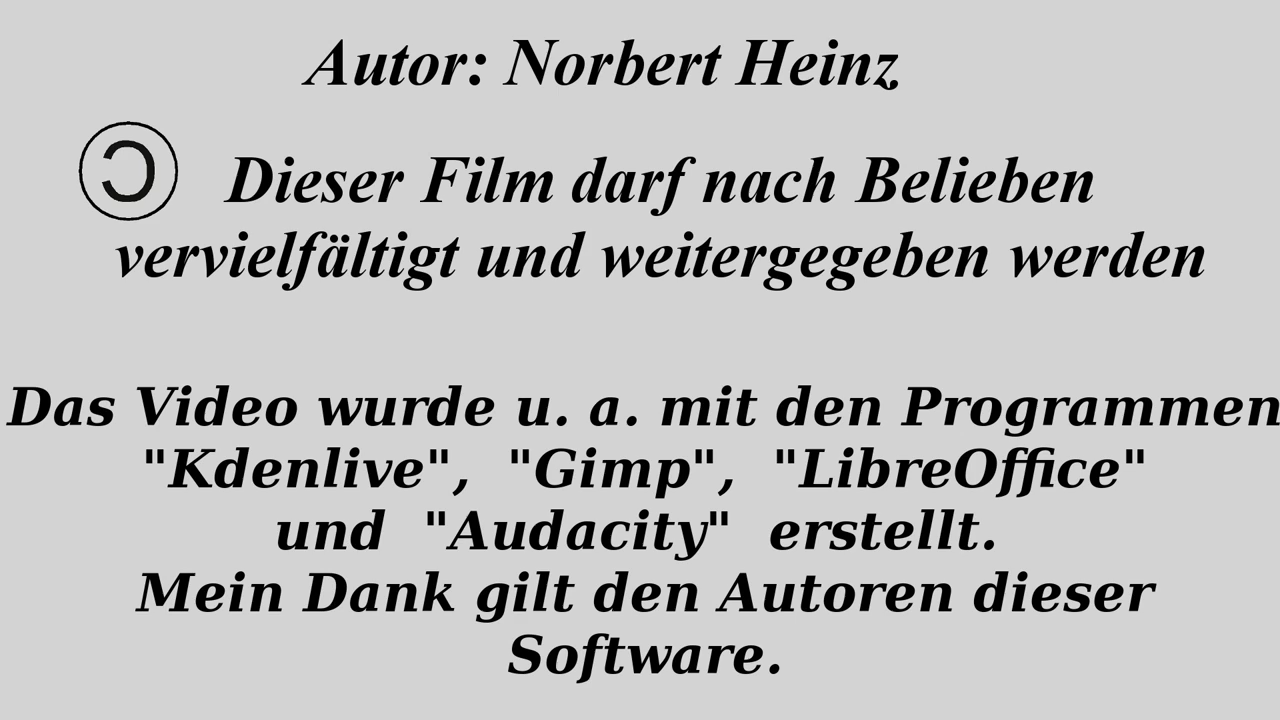 Autor: Norbert Heinz
Ɔ Dieser Film darf nach Belieben
vervielfältigt und weitergegeben werden
Das Video wurde u. a. mit den Programmen
"Kdenlive", "Gimp", "LibreOffice"
und "Audacity" erstellt.
Mein Dank gilt den Autoren dieser
Software.